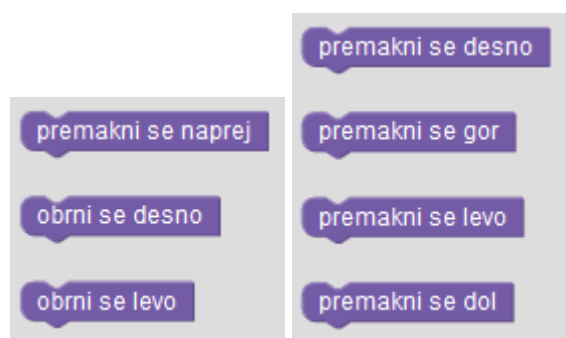 premakni se naprej
obrni se desno
obrni se levo
premakni se desno
premakni se gor
premakni se levo
premakni se dol